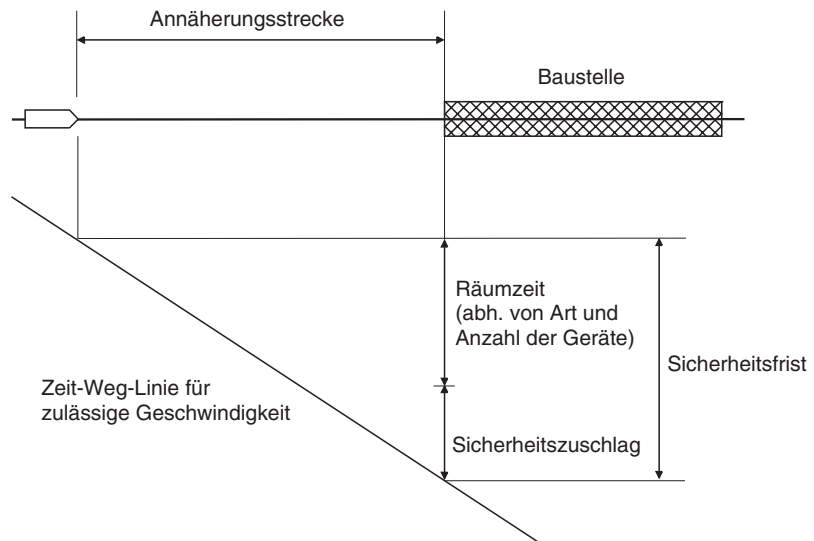 Annäherungsstrecke
Baustelle
Räumzeit
(abh. von Art und
Anzahl der Geräte)
Sicherheitsfrist
Zeit-Weg-Linie für
zulässige Geschwindigkeit
Sicherheitszuschlag